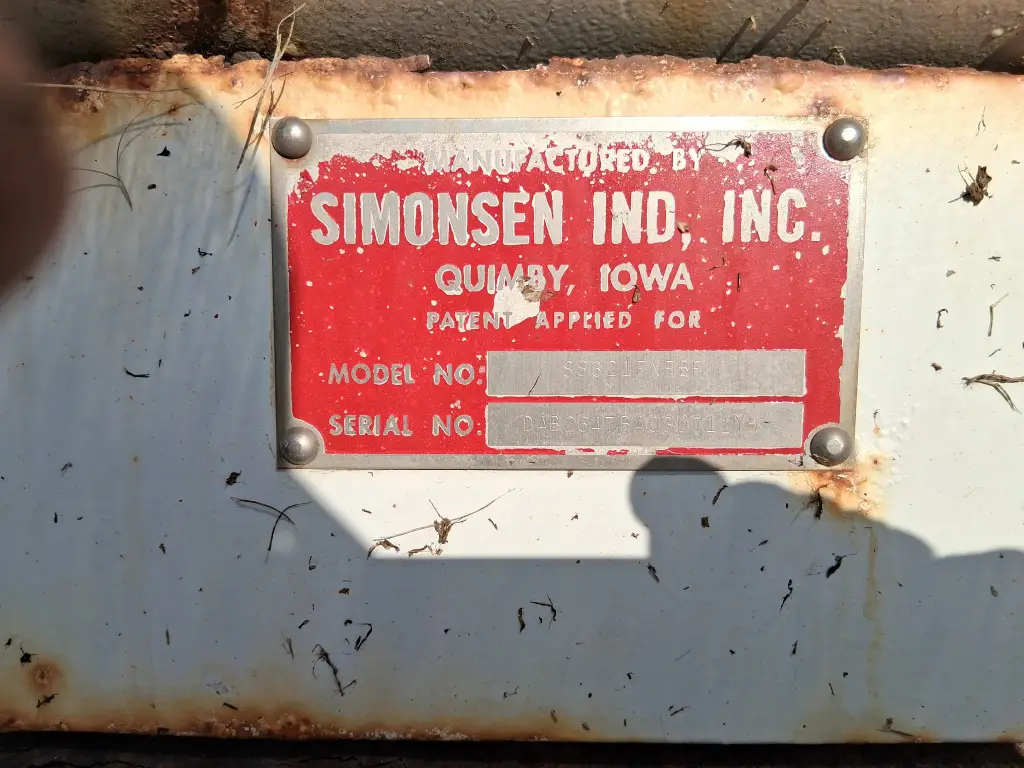 MANUFACTURED BY
SIMONSEN IND, INC.
QUIMBY, IOWA
PATENT APPLIED FOR
MODEL NO:
SERIAL NO.